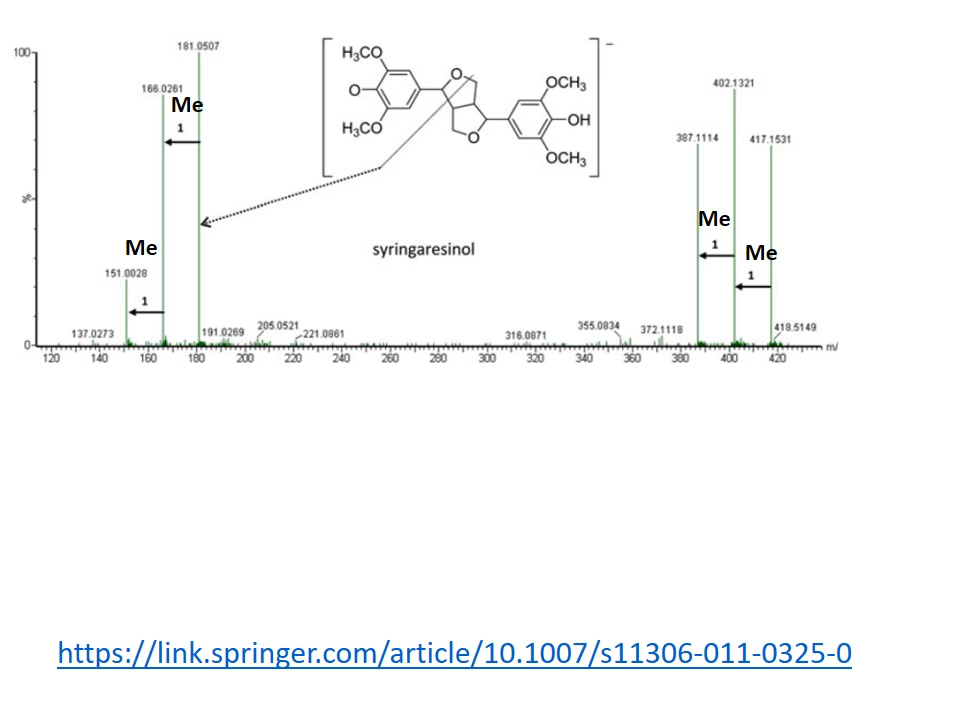 100
%
0
181.0507
166.0261
Me
1
Me
151.0028
1
137.0273
191.0269
205.0521
221.0861
H₃CO
O
H₃CO
O
O
OCH₃
OH
OCH₃
−
syringaresinol
316.0871
355.0834
372.1118
402.1321
387.1114
417.1531
Me
1
Me
1
418.5149
120 140 160 180 200 220 240 260 280 300 320 340 360 380 400 420 m/
https://link.springer.com/article/10.1007/s11306-011-0325-0